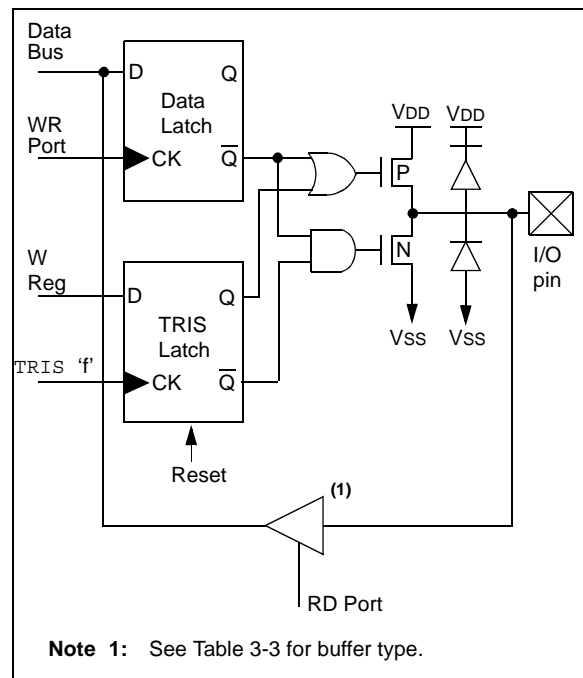 Data
Bus
D
Q
Data
Latch
WR
Port
CK
Q
VDD
VDD
P
N
I/O
pin
W
Reg
D
Q
TRIS
Latch
VSS
VSS
TRIS 'f'
CK
Q
Reset
(1)
RD Port
Note 1: See Table 3-3 for buffer type.